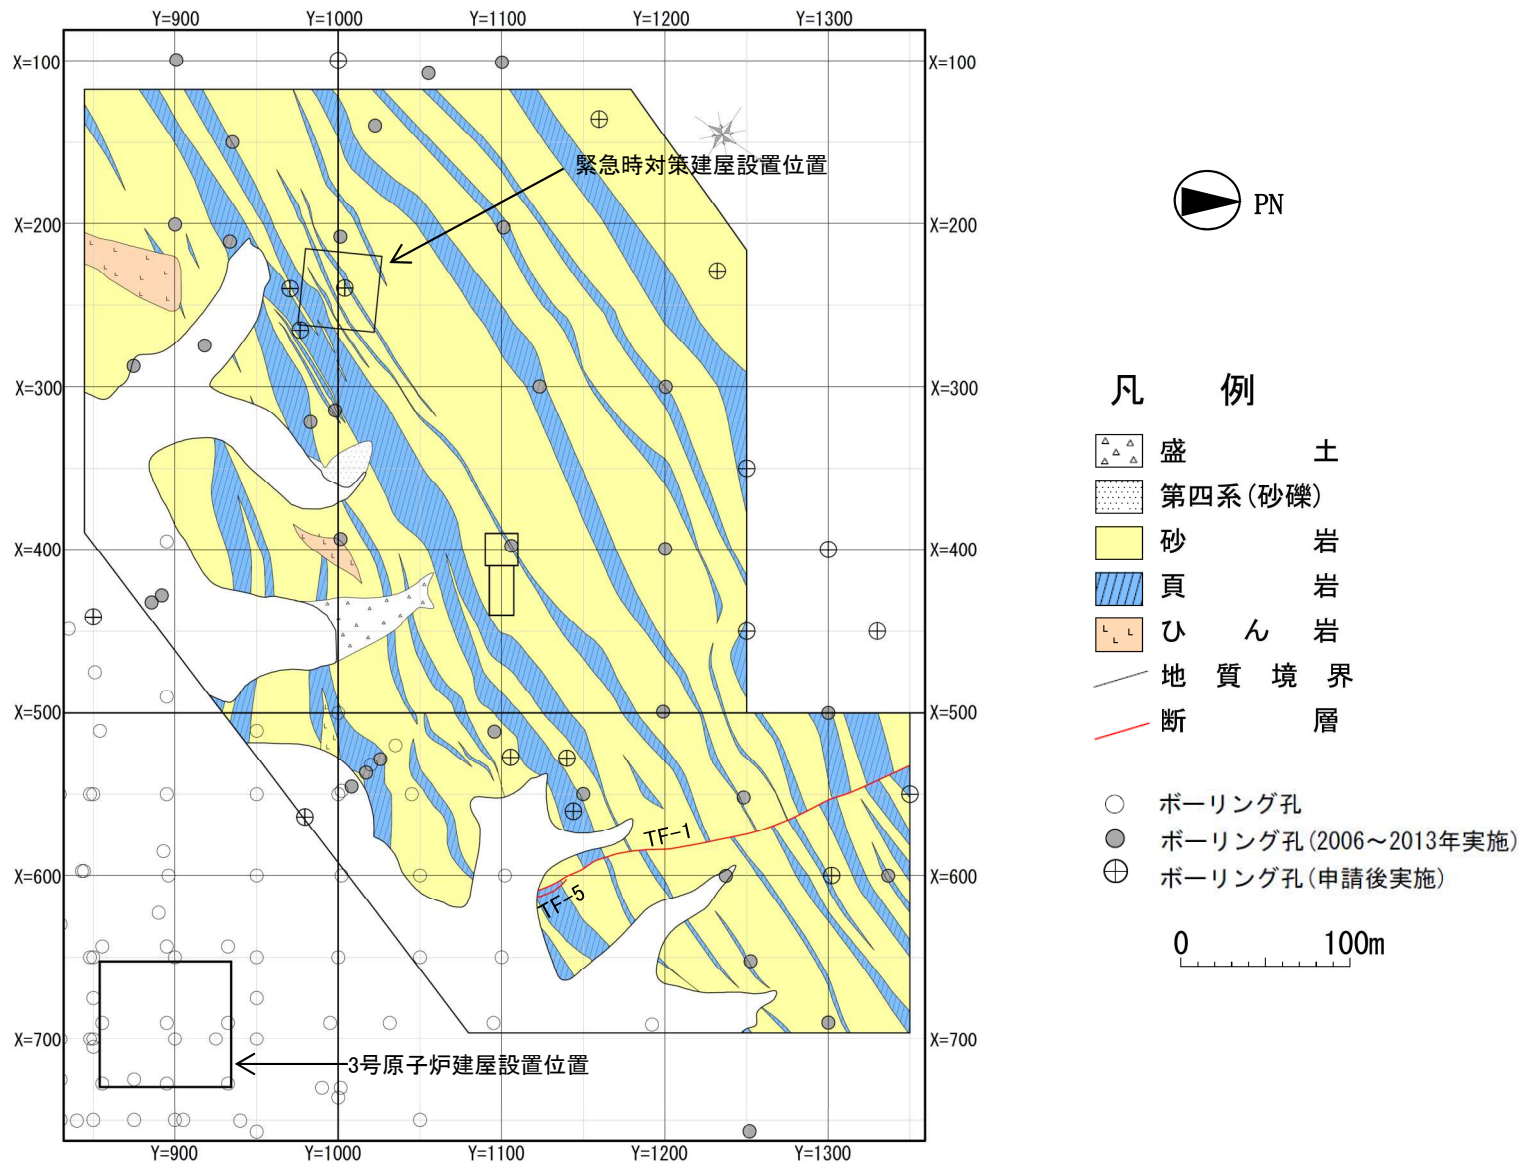 Y=900 Y=1000 Y=1100 Y=1200 Y=1300
X=100 X=100
緊急時対策建屋設置位置
PN
X=200 X=200
X=300 X=300
凡 例
盛 土
第四系(砂礫)
砂 岩
X=400 X=400
頁 岩
ひ ん 岩
地 質 境 界
X=500 X=500
断 層
ボーリング孔
TF-1
ボーリング孔(2006～2013年実施)
X=600 X=600
ボーリング孔(申請後実施)
TF-5
0 100m
X=700 X=700
3号原子炉建屋設置位置
Y=900 Y=1000 Y=1100 Y=1200 Y=1300